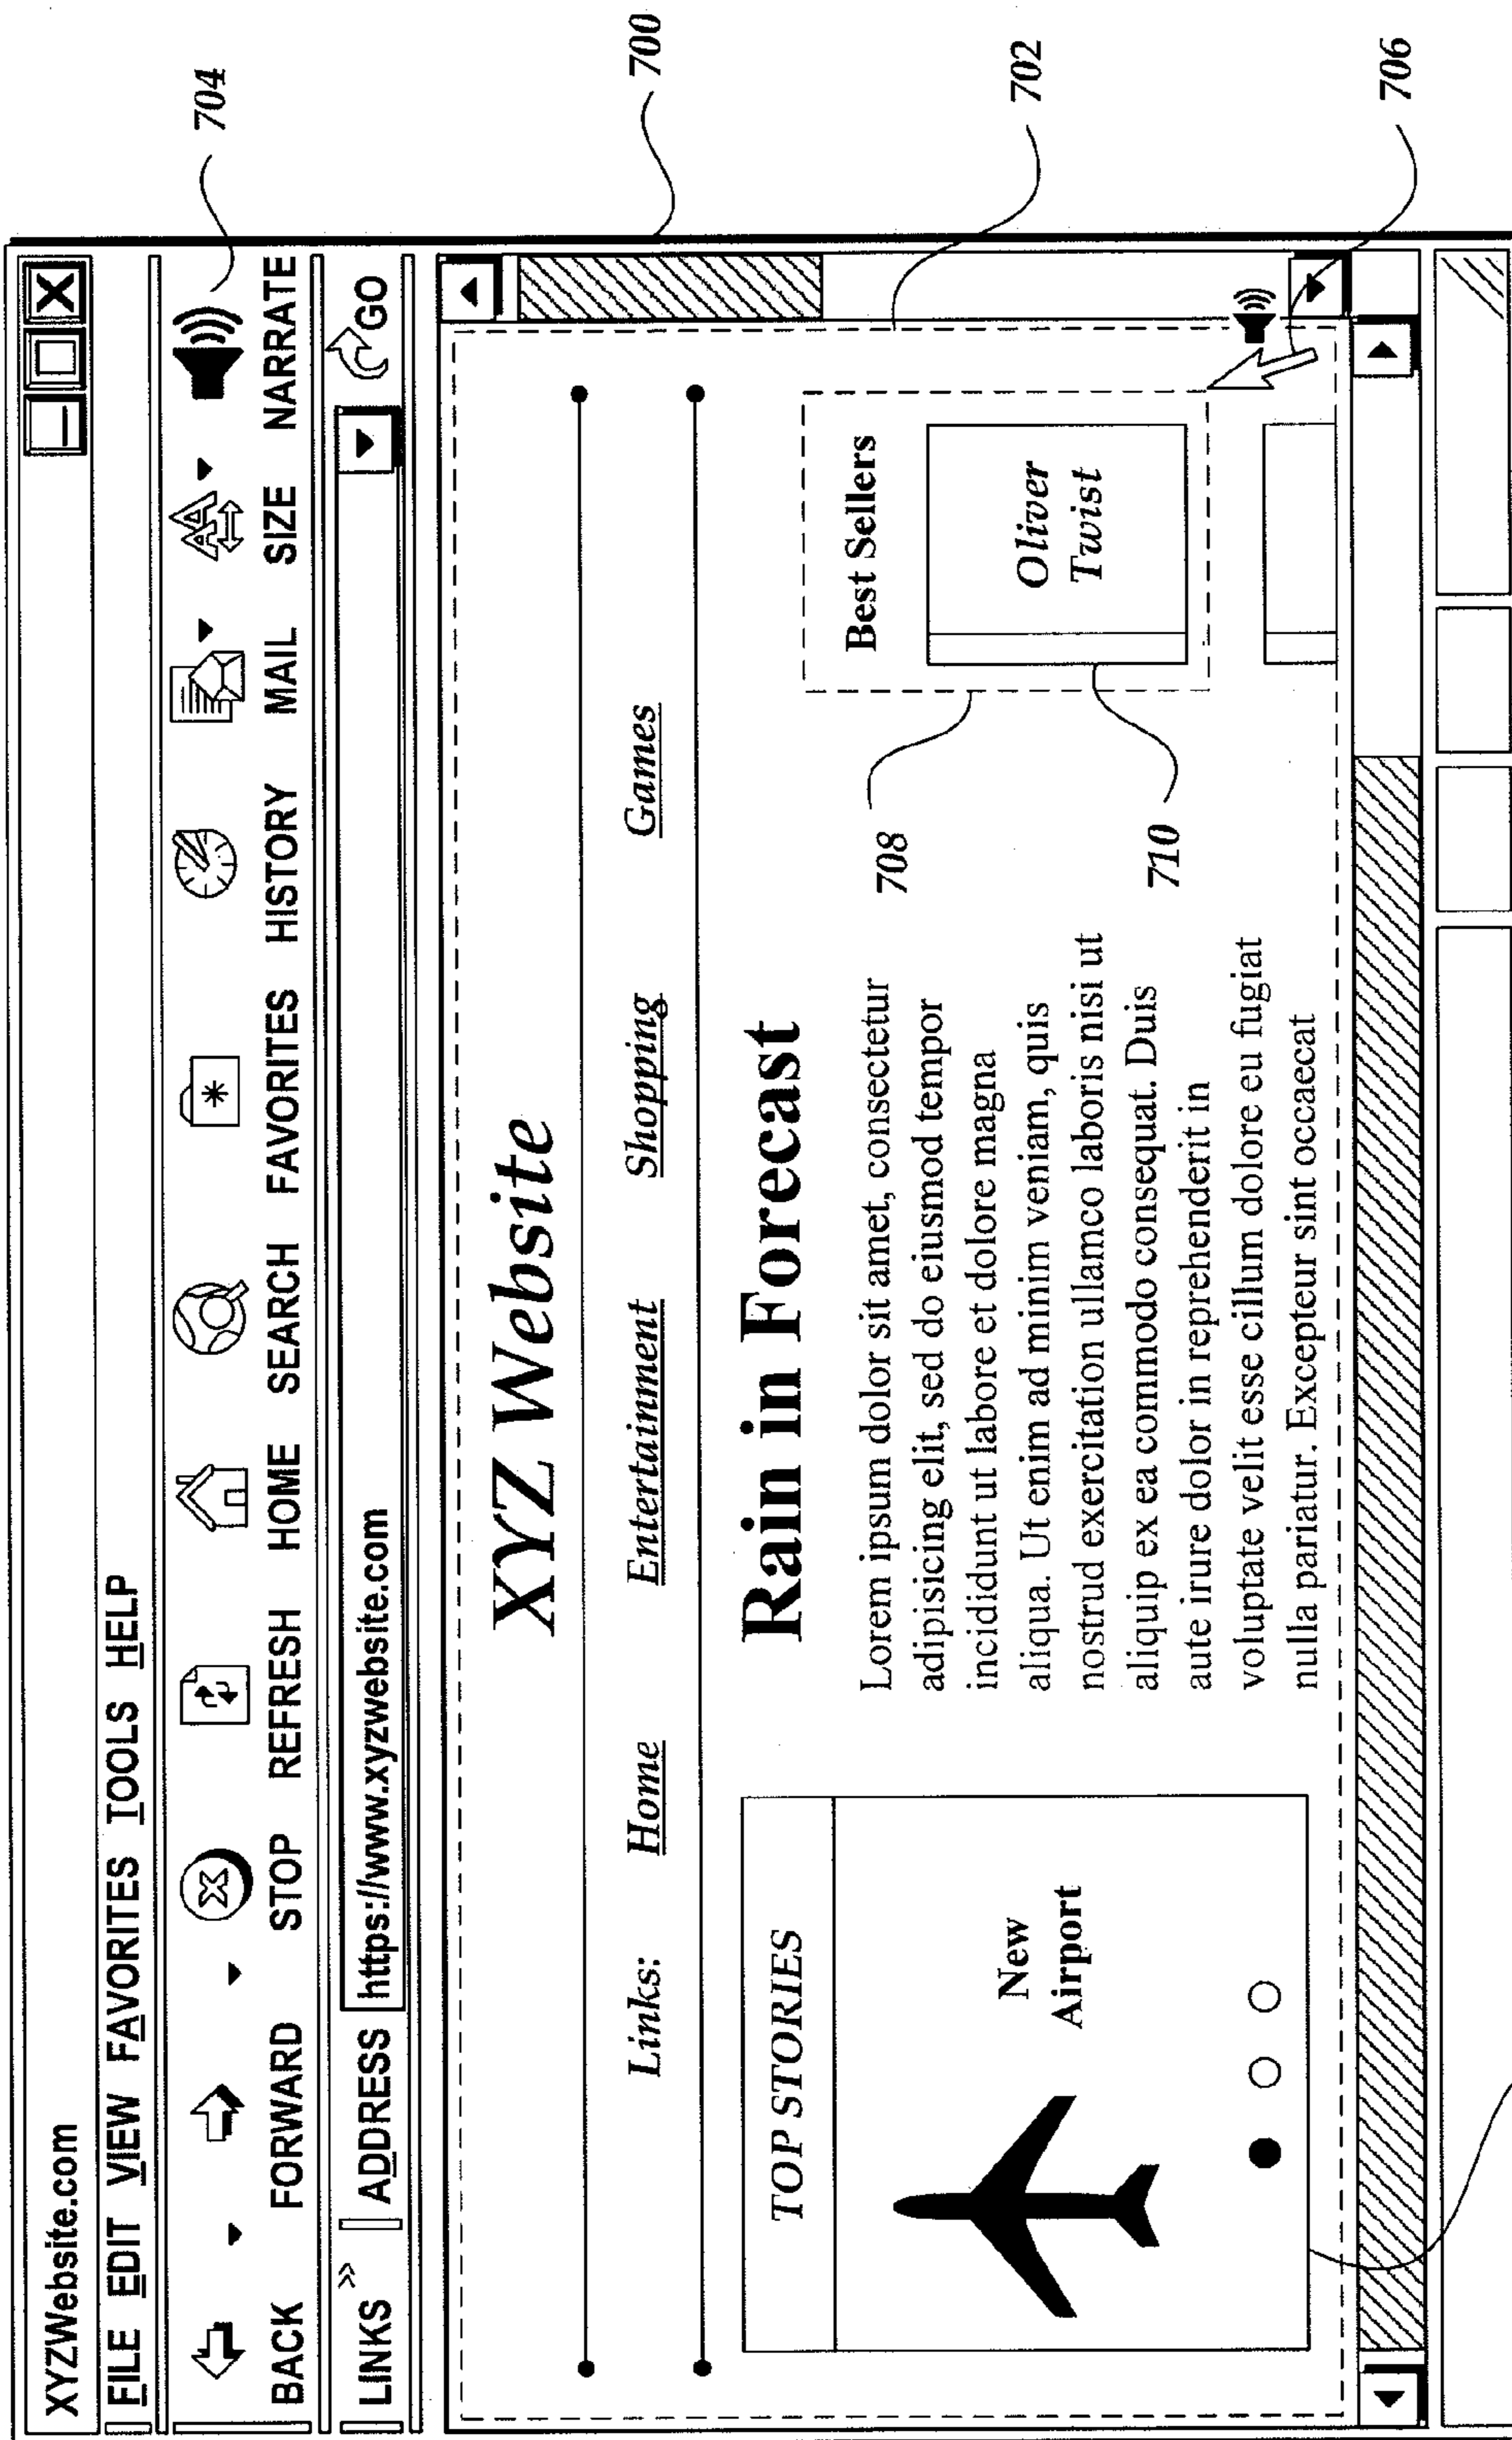 XYZWebsite.com
FILE EDIT VIEW FAVORITES TOOLS HELP
BACK FORWARD STOP REFRESH HOME SEARCH FAVORITES HISTORY MAIL SIZE NARRATE
704
LINKS » ADDRESS https://www.xyzwebsite.com GO
700
XYZ Website
Links: Home Entertainment Shopping Games
TOP STORIES
New
Airport
Rain in Forecast
Lorem ipsum dolor sit amet, consectetur
adipisicing elit, sed do eiusmod tempor
incididunt ut labore et dolore magna
aliqua. Ut enim ad minim veniam, quis
nostrud exercitation ullamco laboris nisi ut
aliquip ex ea commodo consequat. Duis
aute irure dolor in reprehenderit in
voluptate velit esse cillum dolore eu fugiat
nulla pariatur. Excepteur sint occaecat
708
710
Best Sellers
Oliver
Twist
702
706